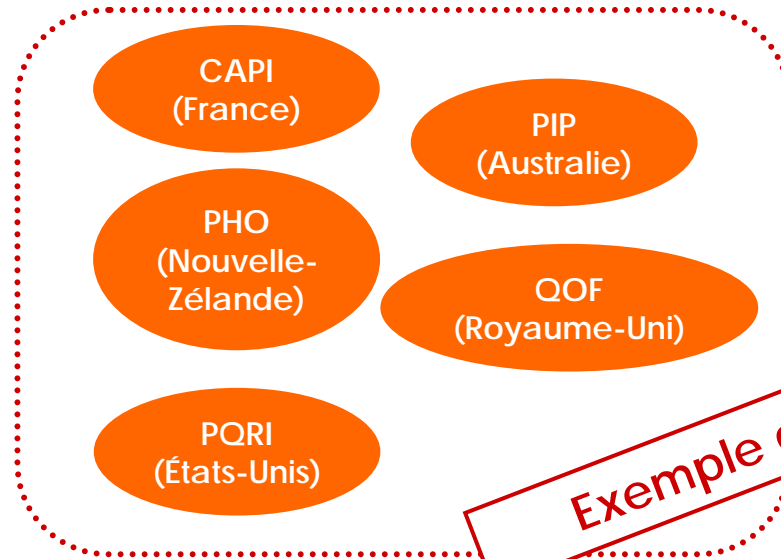 CAPI
(France)
PIP
(Australie)
PHO
(Nouvelle-
Zélande)
QOF
(Royaume-Uni)
PQRI
(États-Unis)
Exemple